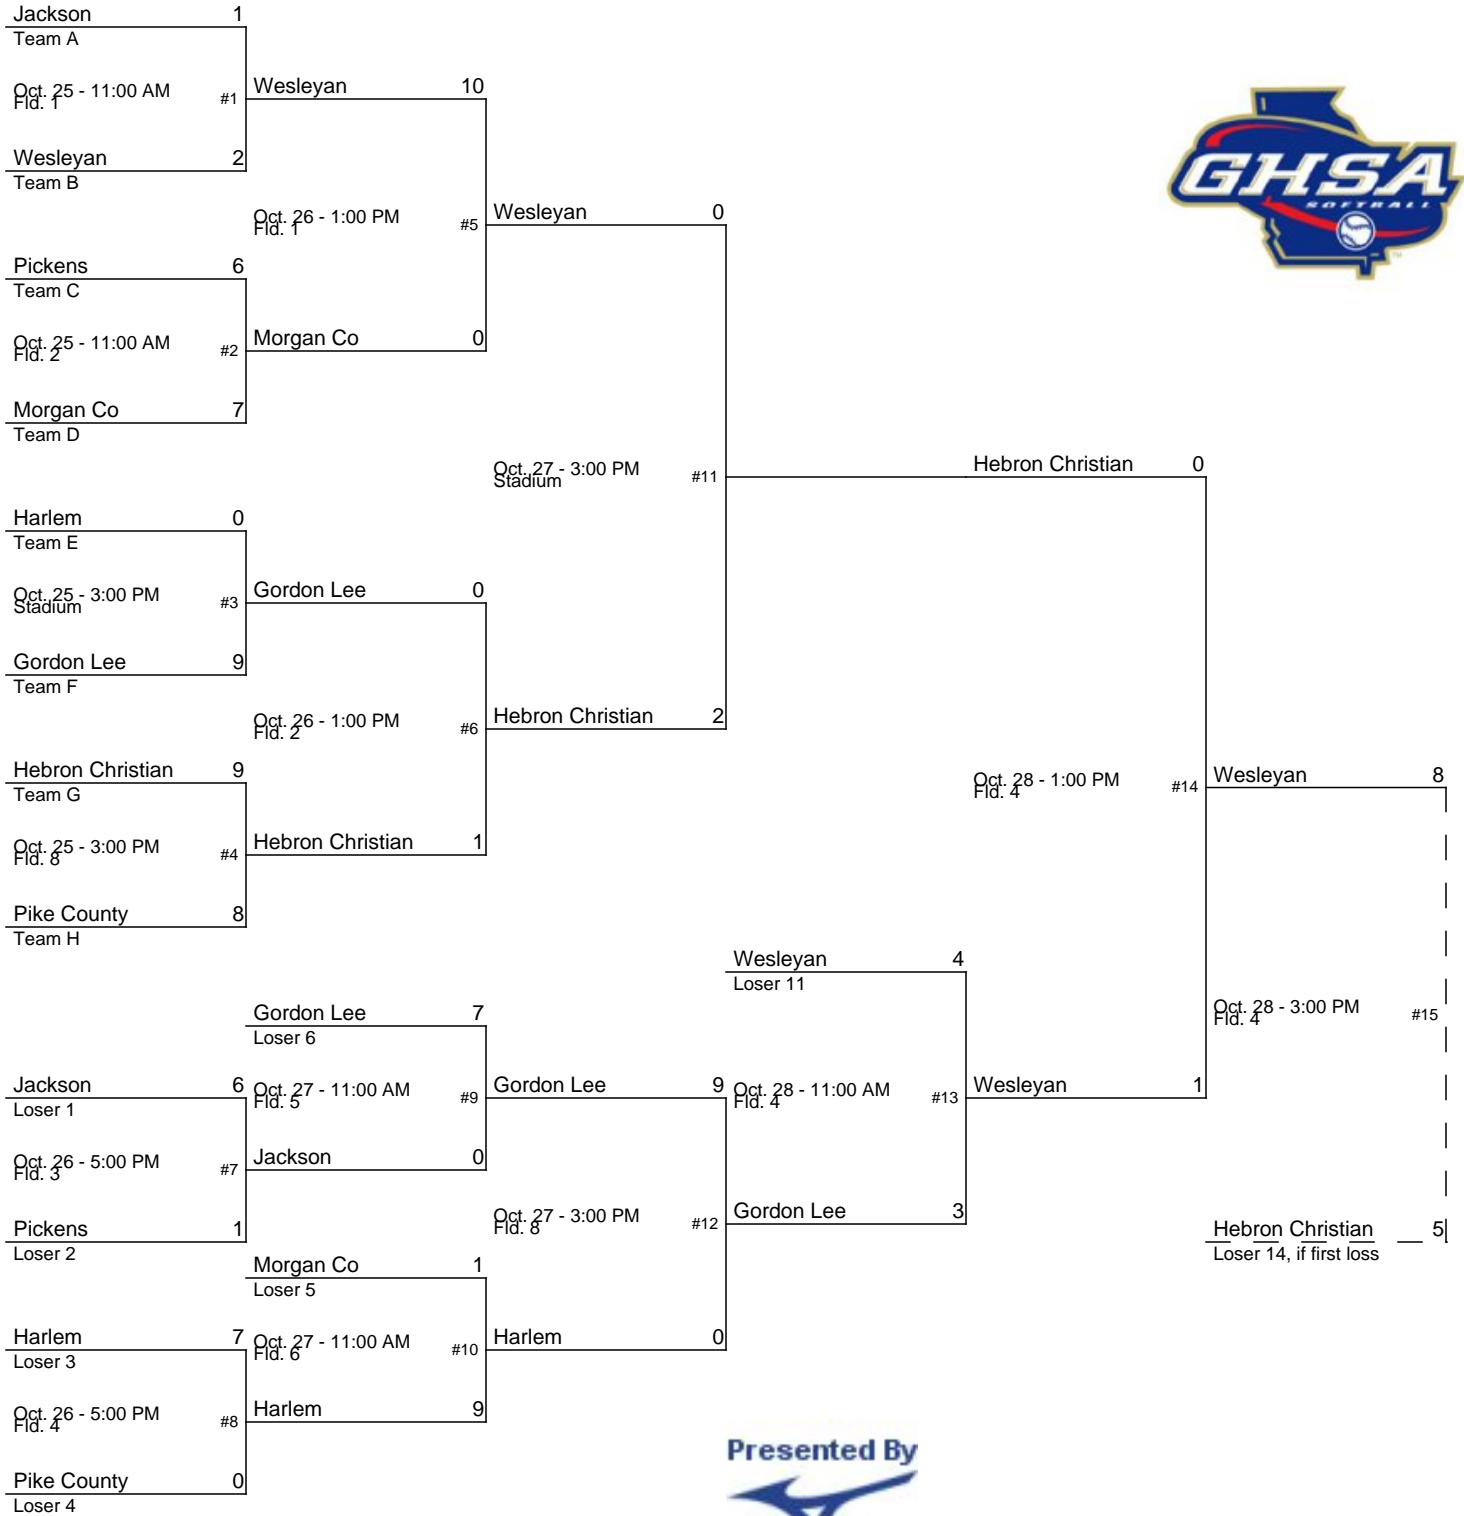 Jackson 1
Team A
Oct. 25 - 11:00 AM
Fld. 1
#1
Wesleyan 10
Wesleyan 2
Team B
Oct. 26 - 1:00 PM
Fld. 1
#5
Wesleyan 0
Pickens 6
Team C
Oct. 25 - 11:00 AM
Fld. 2
#2
Morgan Co 0
Morgan Co 7
Team D
GHSA
SOFTBALL
TM
Oct. 27 - 3:00 PM
Stadium
#11
Hebron Christian 0
Harlem 0
Team E
Oct. 25 - 3:00 PM
Stadium
#3
Gordon Lee 0
Gordon Lee 9
Team F
Oct. 26 - 1:00 PM
Fld. 2
#6
Hebron Christian 2
Hebron Christian 9
Team G
Oct. 25 - 3:00 PM
Fld. 8
#4
Hebron Christian 1
Pike County 8
Team H
Oct. 28 - 1:00 PM
Fld. 4
#14
Wesleyan 8
Wesleyan 4
Loser 11
Gordon Lee 7
Loser 6
Oct. 28 - 3:00 PM
Fld. 4
#15
Jackson 6
Loser 1
Oct. 27 - 11:00 AM
Fld. 5
#9
Gordon Lee 9
Oct. 28 - 11:00 AM
Fld. 4
#13
Wesleyan 1
Oct. 26 - 5:00 PM
Fld. 3
#7
Jackson 0
Pickens 1
Loser 2
Oct. 27 - 3:00 PM
Fld. 8
#12
Gordon Lee 3
Hebron Christian 5
Loser 14, if first loss
Morgan Co 1
Loser 5
Harlem 7
Loser 3
Oct. 27 - 11:00 AM
Fld. 6
#10
Harlem 0
Oct. 26 - 5:00 PM
Fld. 4
#8
Harlem 9
Pike County 0
Loser 4
Presented By